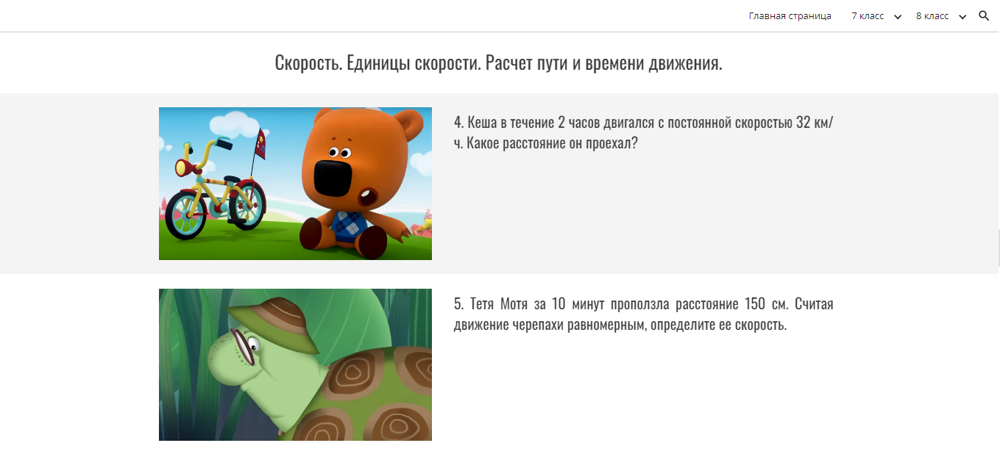 Главная страница 7 класс 8 класс
Скорость. Единицы скорости. Расчет пути и времени движения.
4. Кеша в течение 2 часов двигался с постоянной скоростью 32 км/
ч. Какое расстояние он проехал?
5. Тетя Мотя за 10 минут проползла расстояние 150 см. Считая
движение черепахи равномерным, определите ее скорость.